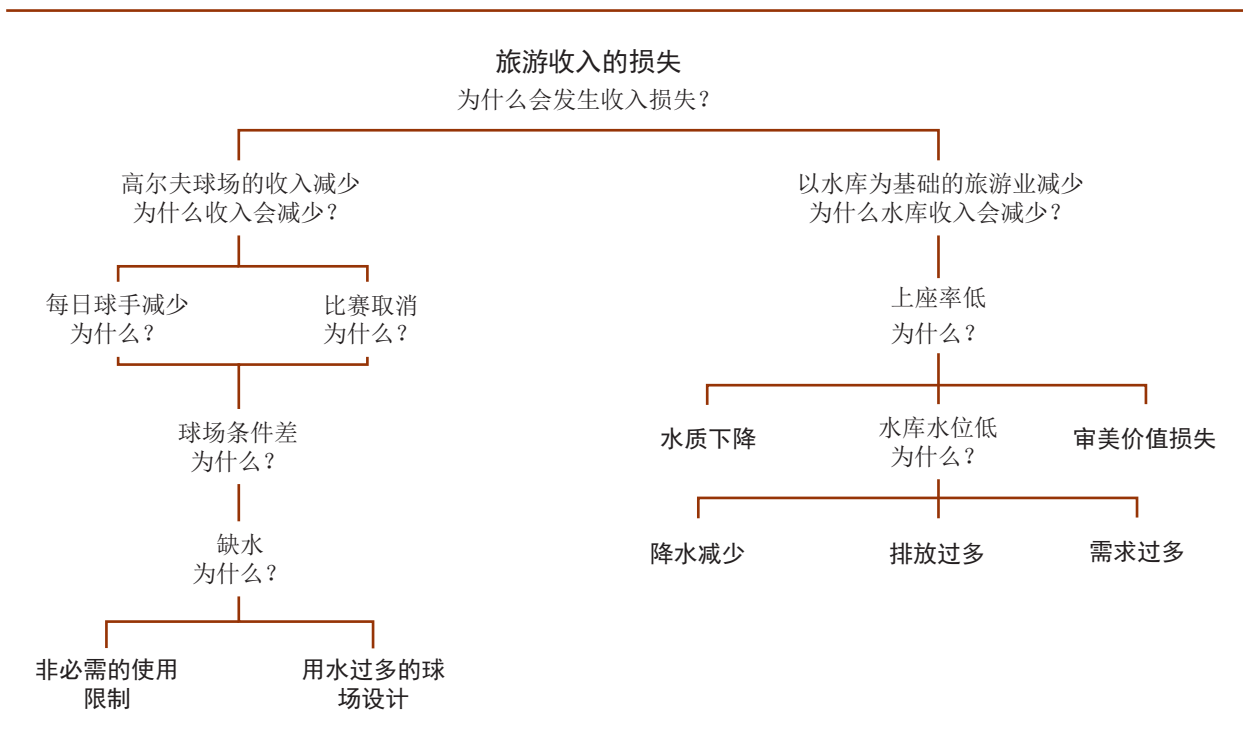 旅游收入的损失
为什么会发生收入损失?
高尔夫球场的收入减少
为什么收入会减少?
以水库为基础的旅游业减少
为什么水库收入会减少?
每日球手减少
为什么?
比赛取消
为什么?
上座率低
为什么?
球场条件差
为什么?
水质下降
水库水位低
为什么?
审美价值损失
缺水
为什么?
降水减少
排放过多
需求过多
非必需的使用
限制
用水过多的球
场设计